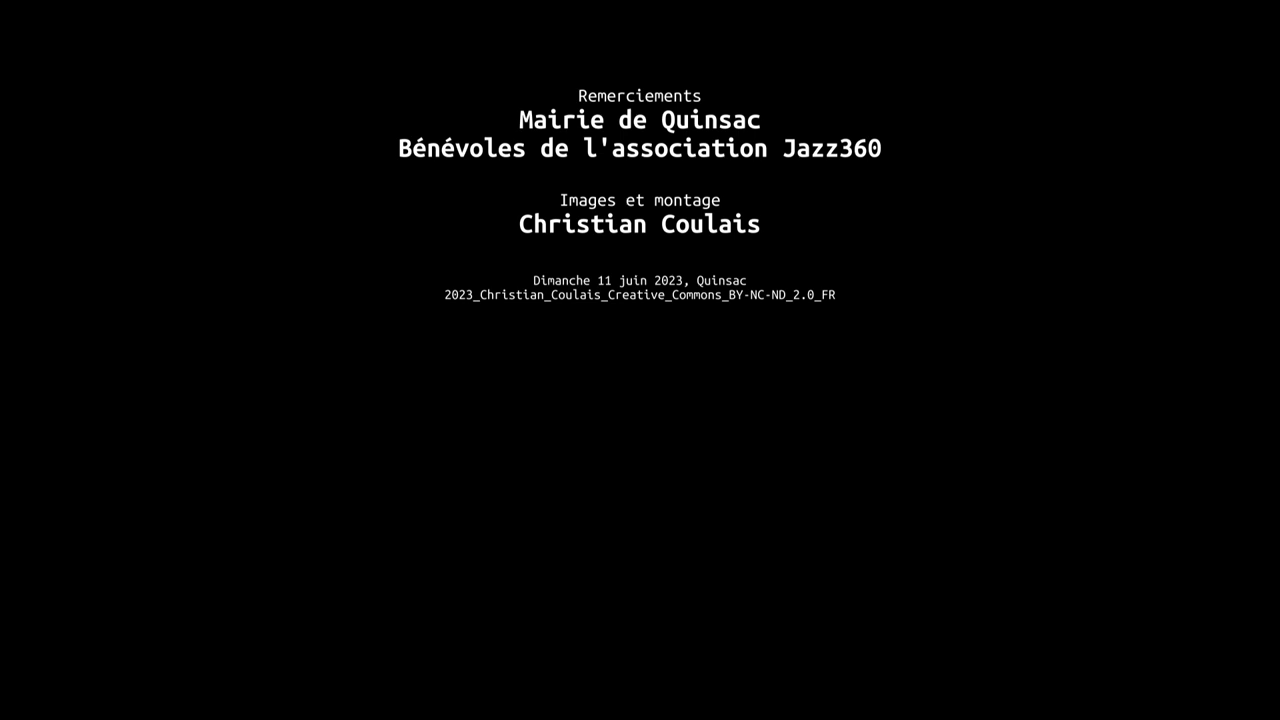 Remerciements
Mairie de Quinsac
Bénévoles de l'association Jazz360
Images et montage
Christian Coulais
Dimanche 11 juin 2023, Quinsac
2023_Christian_Coulais_Creative_Commons_BY-NC-ND_2.0_FR